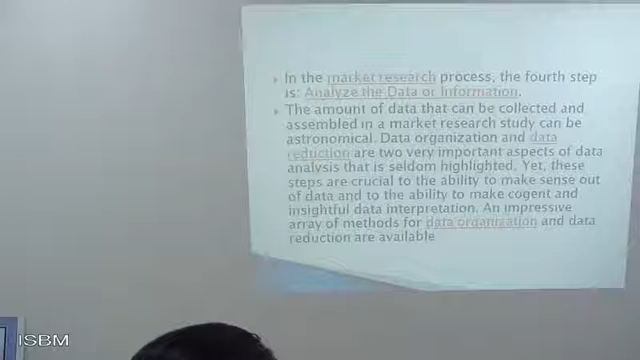 In the market research process, the fourth step
is: Analyze the Data or Information.
The amount of data that can be collected and
assembled in a market research study can be
astronomical. Data organization and data
reduction are two very important aspects of data
analysis that is seldom highlighted. Yet, these
steps are crucial to the ability to make sense out
of data and to the ability to make cogent and
insightful data interpretation. An impressive
array of methods for data organization and data
reduction are available
ISBM